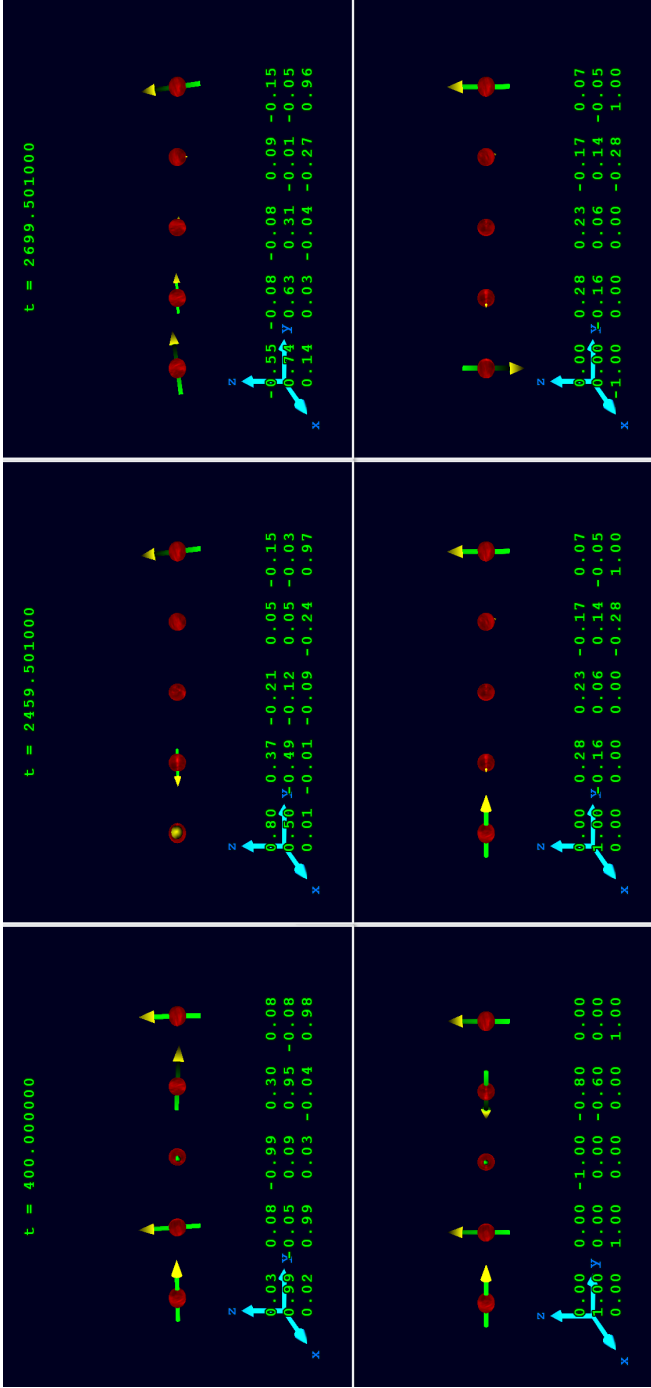 t = 400.000000
z
0.03 0.08 -0.99 0.30 0.08
Y
0.99 -0.05 0.09 0.95 -0.08
0.02 0.99 0.03 -0.04 0.98
x
t = 2459.501000
z
0.80 0.37 -0.21 0.05 -0.15
Y
0.50 -0.49 -0.12 0.05 -0.03
0.01 -0.01 -0.09 -0.24 0.97
x
t = 2699.501000
z
-0.55 -0.08 -0.08 0.09 -0.15
Y
0.74 0.63 0.31 -0.01 -0.05
0.14 0.03 -0.04 -0.27 0.96
x
z
0.00 0.00 -1.00 -0.80 0.00
Y
1.00 0.00 0.00 -0.60 0.00
0.00 1.00 0.00 0.00 1.00
x
z
0.00 0.28 0.23 -0.17 0.07
Y
1.00 -0.16 0.06 -0.14 -0.05
0.00 0.00 0.00 -0.28 1.00
x
z
0.00 0.28 0.23 -0.17 0.07
Y
0.00 -0.16 0.06 0.14 -0.05
-1.00 0.00 0.00 -0.28 1.00
x